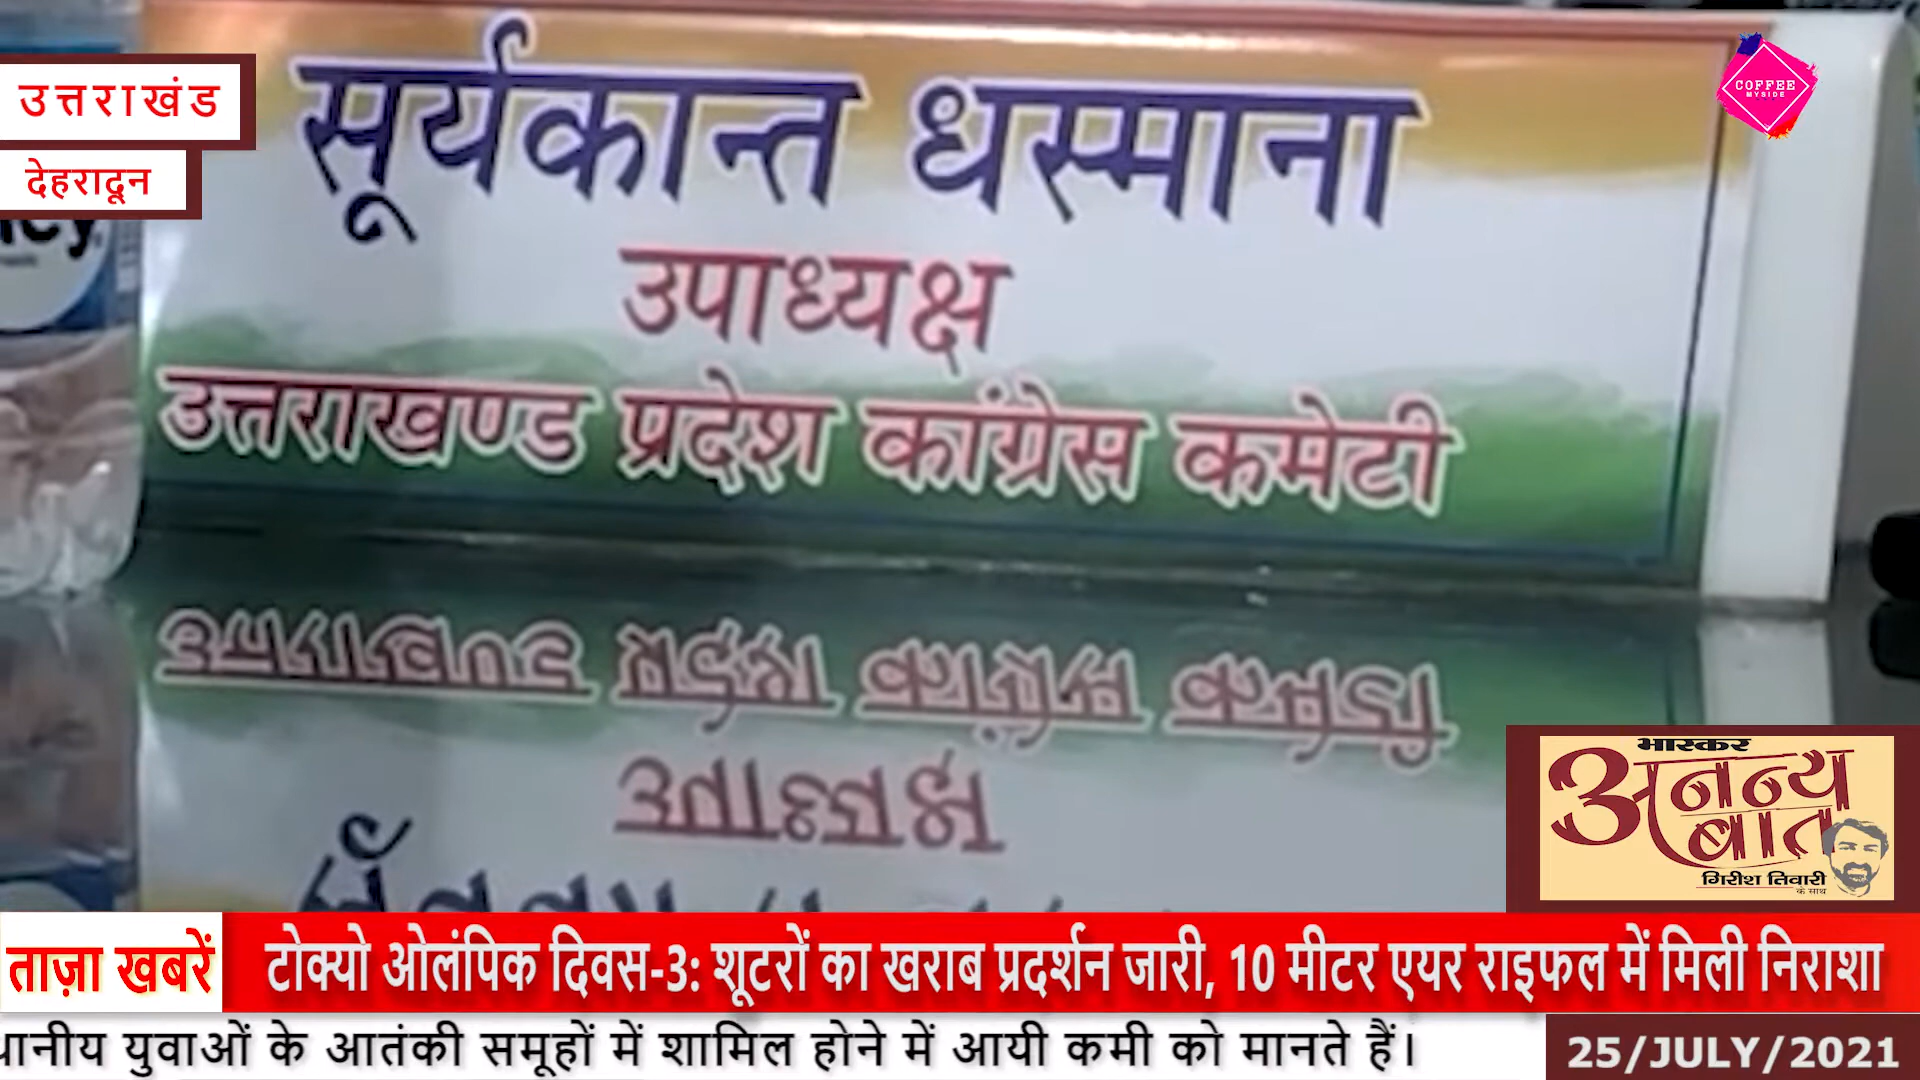 उत्तराखंड
देहरादून
COFFEE
MYSIDE
सूर्यकान्त धस्माना
उपाध्यक्ष
उत्तराखण्ड प्रदेश कांग्रेस कमेटी
भास्कर
अनन्य
बात
गिरीश तिवारी
के साथ
ताज़ा खबरें
टोक्यो ओलंपिक दिवस-3: शूटरों का खराब प्रदर्शन जारी, 10 मीटर एयर राइफल में मिली निराशा
युवाओं के आतंकी समूहों में शामिल होने में आयी कमी को मानते हैं।
25/JULY/2021